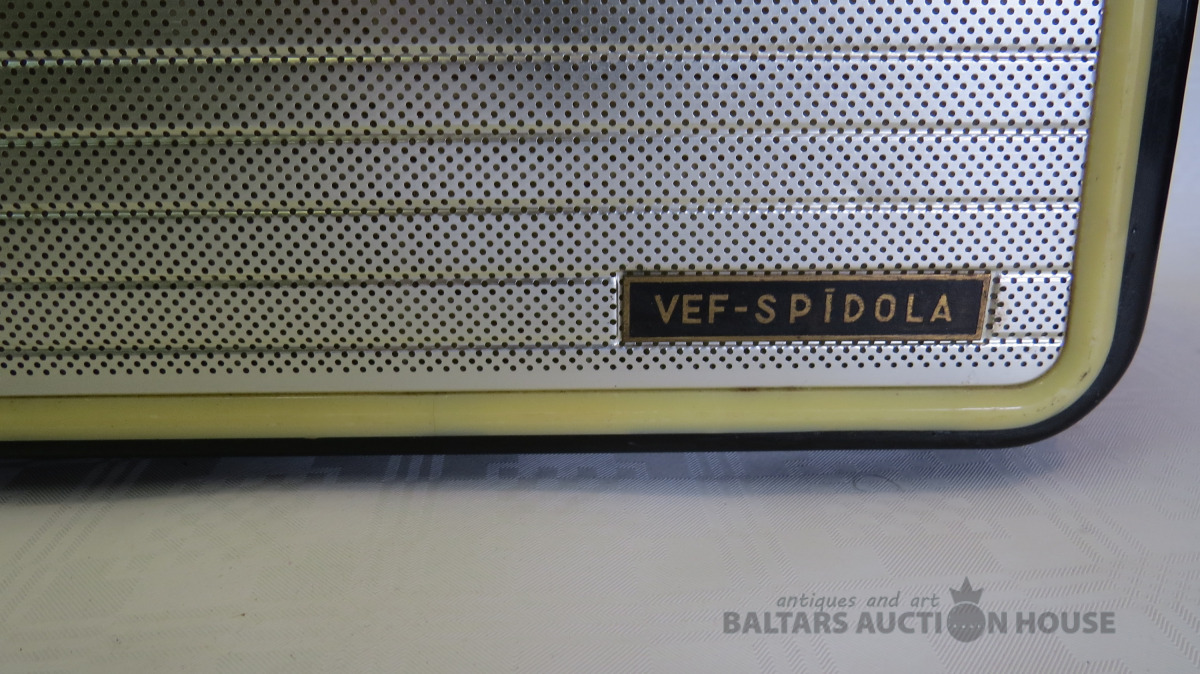 VEF-SPĪDOLA
antiques and art
BALTARS AUCTION HOUSE